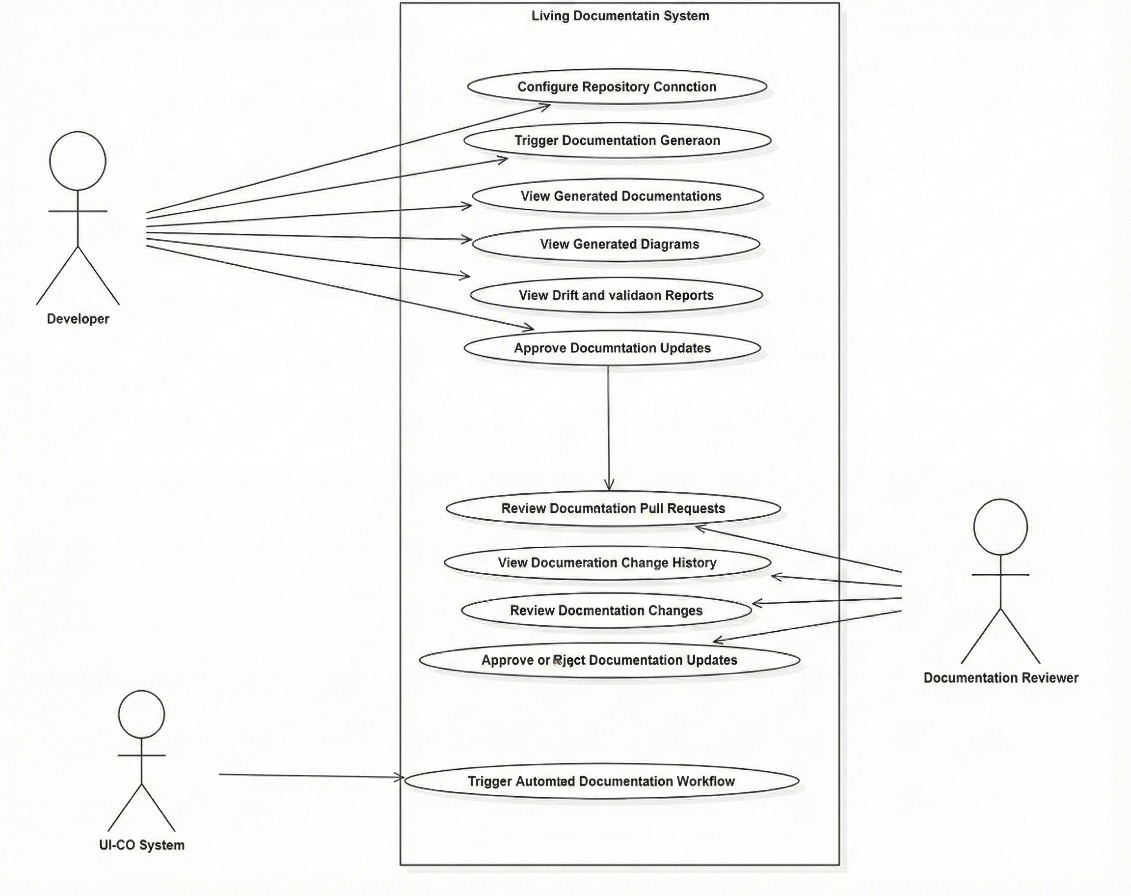 Living Documentatin System
Configure Repository Connction
Trigger Documentation Generaon
View Generated Documentations
View Generated Diagrams
View Drift and validaon Reports
Developer
Approve Documntation Updates
Review Documntation Pull Requests
View Documeration Change History
Review Docmentation Changes
Approve or Rject Documentation Updates
Documentation Reviewer
Trigger Automted Documentation Workflow
UI-CO System